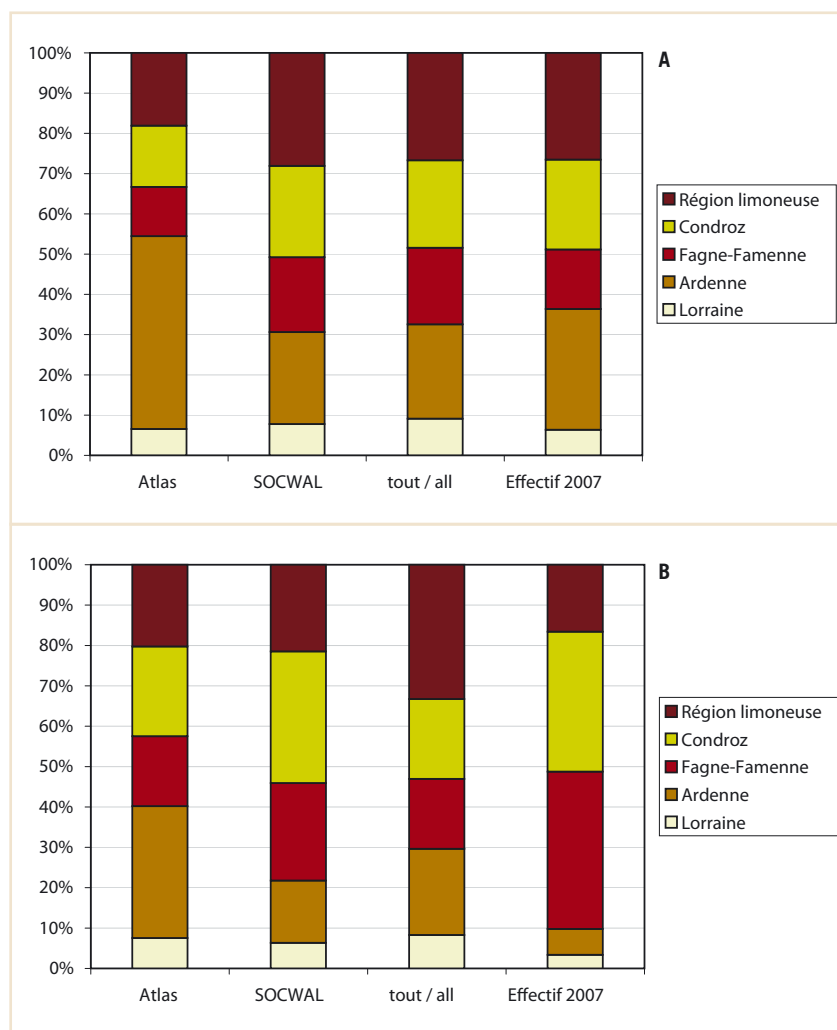 A
100%
90%
80%
70%
60%
50%
40%
30%
20%
10%
0%
Atlas SOCWAL tout / all Effectif 2007
Région limoneuse
Condroz
Fagne-Famenne
Ardenne
Lorraine
B
100%
90%
80%
70%
60%
50%
40%
30%
20%
10%
0%
Atlas SOCWAL tout / all Effectif 2007
Région limoneuse
Condroz
Fagne-Famenne
Ardenne
Lorraine